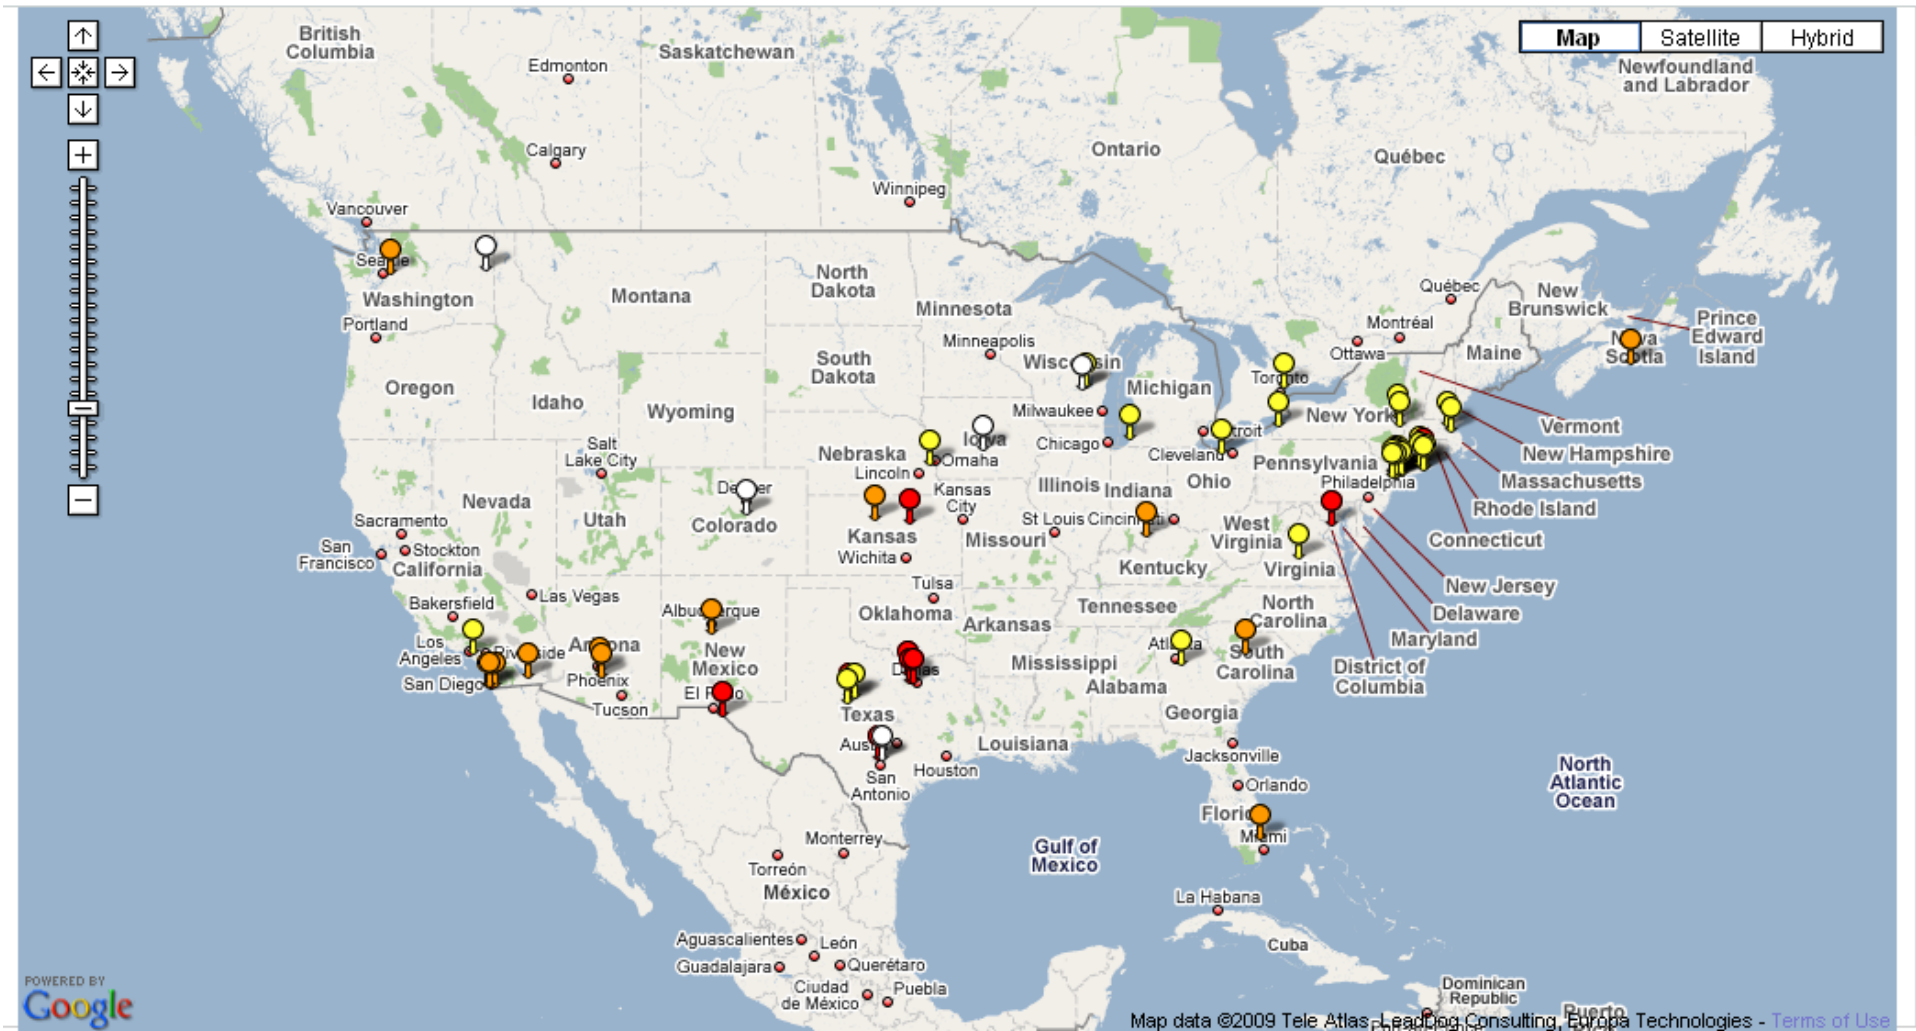 British
Columbia
Saskatchewan
Edmonton
Map
Satellite
Hybrid
Newfoundland
and Labrador
Calgary
Ontario
Québec
Winnipeg
Vancouver
Washington
Montana
North
Dakota
Minnesota
Québec
New
Brunswick
Prince
Edward
Island
Portland
Minneapolis
Montréal
Ottawa
Maine
South
Dakota
Michigan
Oregon
Idaho
Wyoming
Milwaukee
New York
Vermont
Salt
Lake City
Nebraska
Omaha
Lincoln
Chicago
Cleveland
Pennsylvania
New Hampshire
Massachusetts
Nevada
Kansas
City
Illinois
Indiana
Ohio
Philadelphia
Rhode Island
Sacramento
Utah
Colorado
St Louis
West
Virginia
Connecticut
San
Francisco
Stockton
California
Kansas
Wichita
Missouri
Kentucky
Virginia
New Jersey
Las Vegas
Tulsa
Bakersfield
Oklahoma
Arkansas
Tennessee
North
Carolina
Delaware
Maryland
Los
Angeles
New
Mexico
Mississippi
South
Carolina
District of
Columbia
San Diego
Phoenix
Tucson
Texas
Alabama
Georgia
Louisiana
Houston
San
Antonio
Jacksonville
Orlando
North
Atlantic
Ocean
Monterrey
Torreón
México
Gulf of
Mexico
La Habana
Cuba
Aguascalientes
León
Guadalajara
Querétaro
Ciudad
de México
Puebla
Dominican
Republic
Puerto
POWERED BY
Google
Map data ©2009 Tele Atlas, LeadDog Consulting, Europa Technologies - Terms of Use